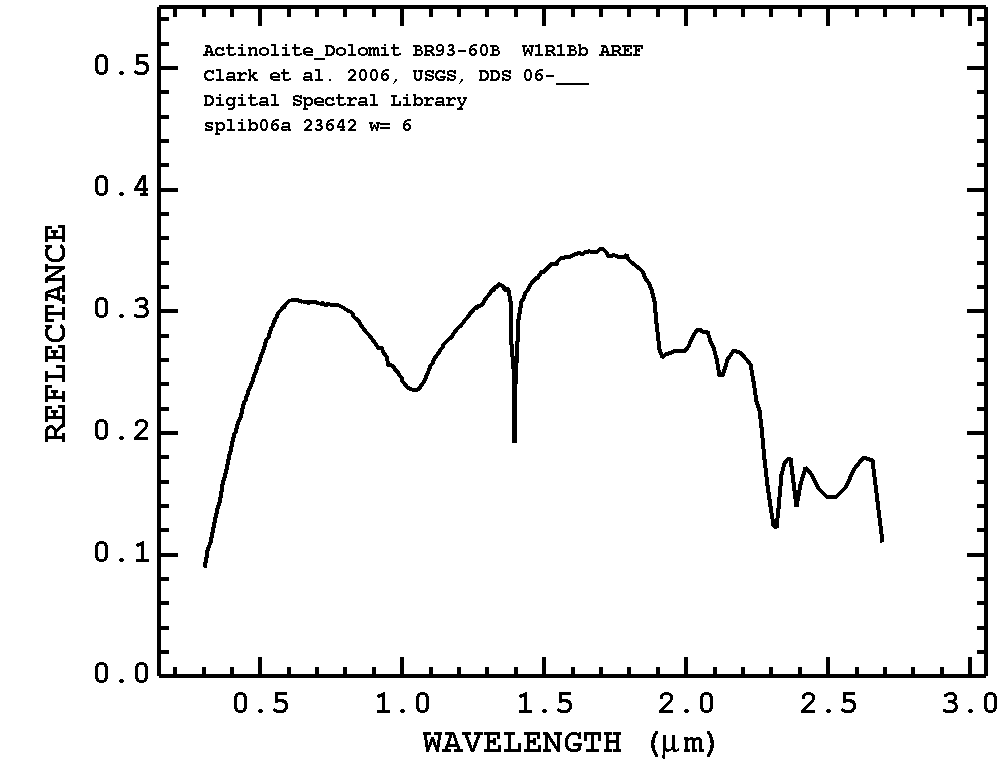 Actinolite_Dolomit BR93-60B W1R1Bb AREF
Clark et al. 2006, USGS, DDS 06-___
Digital Spectral Library
splib06a 23642 w= 6
REFLECTANCE
0.5
0.4
0.3
0.2
0.1
0.0
0.5 1.0 1.5 2.0 2.5 3.0
WAVELENGTH (μm)